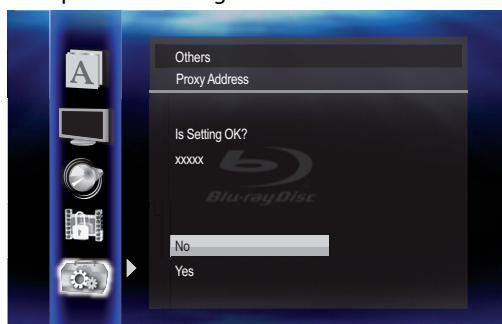 A
Others
Proxy Address
Is Setting OK?
xxxxx
Blu-ray Disc
No
Yes